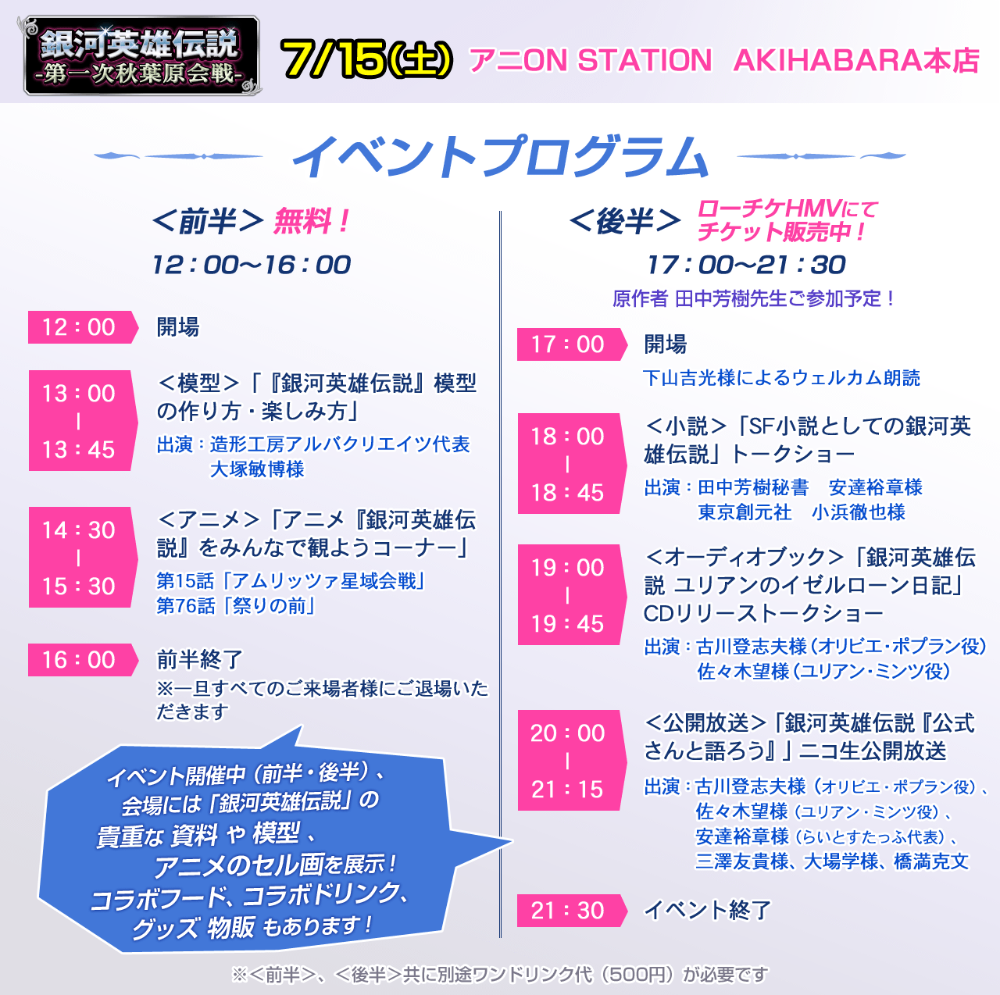 銀河英雄伝説
-第一次秋葉原会戦-
7/15(土) アニON STATION AKIHABARA本店
イベントプログラム
＜前半＞ 無料！
12：00～16：00
12：00 開場
13：00
|
13：45
＜模型＞「『銀河英雄伝説』模型
の作り方・楽しみ方」
出演：造形工房アルバクリエイツ代表
大塚敏博様
14：30
|
15：30
＜アニメ＞「アニメ『銀河英雄伝
説』をみんなで観ようコーナー」
第15話「アムリッツァ星域会戦」
第76話「祭りの前」
16：00 前半終了
※一旦すべてのご来場者様にご退場いた
だきます
イベント開催中（前半・後半）、
会場には「銀河英雄伝説」の
貴重な 資料 や 模型 、
アニメのセル画を展示！
コラボフード、コラボドリンク、
グッズ 物販 もあります！
＜後半＞
ローチケHMVにて
チケット販売中！
17：00～21：30
原作者 田中芳樹先生ご参加予定！
17：00 開場
下山吉光様によるウェルカム朗読
18：00
|
18：45
＜小説＞「SF小説としての銀河英
雄伝説」トークショー
出演：田中芳樹秘書　安達裕章様
東京創元社　小浜徹也様
19：00
|
19：45
＜オーディオブック＞「銀河英雄伝
説 ユリアンのイゼルローン日記」
CDリリーストークショー
出演：古川登志夫様（オリビエ・ポプラン役）
佐々木望様（ユリアン・ミンツ役）
20：00
|
21：15
＜公開放送＞「銀河英雄伝説『公式
さんと語ろう』」ニコ生公開放送
出演：古川登志夫様（オリビエ・ポプラン役）、
佐々木望様（ユリアン・ミンツ役）、
安達裕章様（らいとすたっふ代表）、
三澤友貴様、大場学様、橋満克文
21：30 イベント終了
※＜前半＞、＜後半＞共に別途ワンドリンク代（500円）が必要です